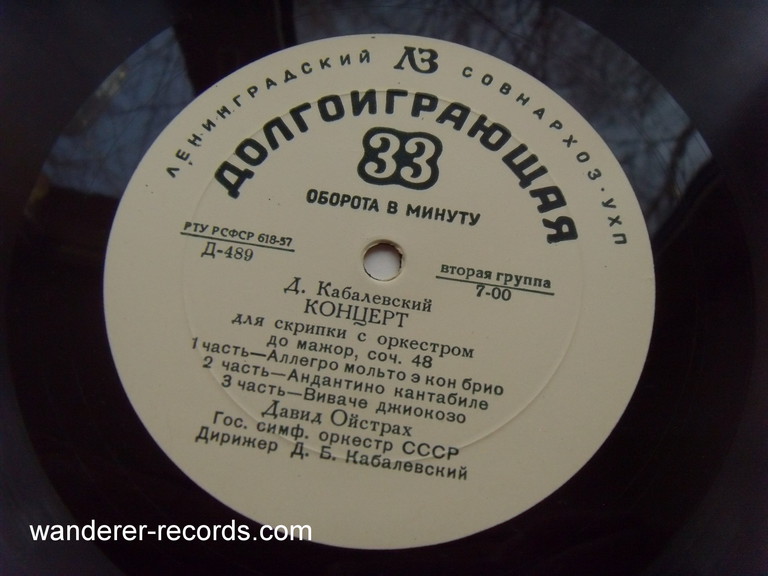 ЛЕНИНГРАДСКИЙ ЛЗ СОВНАРХОЗ·УХП
ДОЛГОИГРАЮЩАЯ
33
ОБОРОТА В МИНУТУ
РТУ РСФСР 618-57
Д-489
вторая группа
7-00
Д. Кабалевский
КОНЦЕРТ
для скрипки с оркестром
до мажор, соч. 48
1 часть—Аллегро мольто э кон брио
2 часть—Андантино кантабиле
3 часть—Виваче джиокозо
Давид Ойстрах
Гос. симф. оркестр СССР
Дирижер Д. Б. Кабалевский
wanderer-records.com